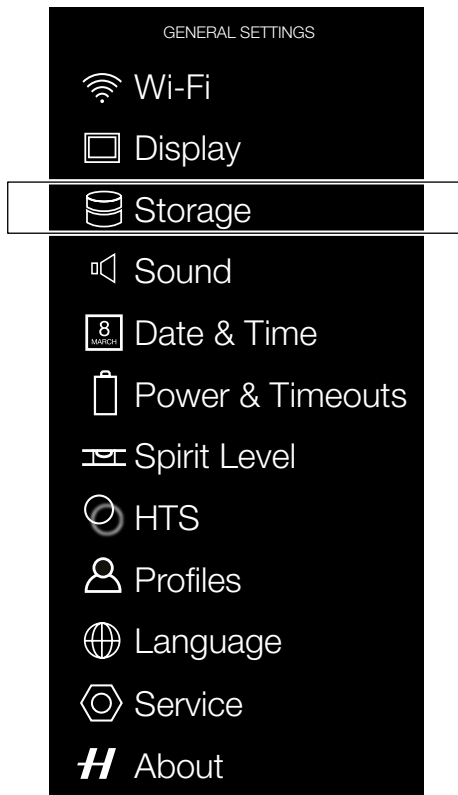 GENERAL SETTINGS
Wi-Fi
Display
Storage
Sound
8
MARCH
Date & Time
Power & Timeouts
Spirit Level
HTS
Profiles
Language
Service
H About